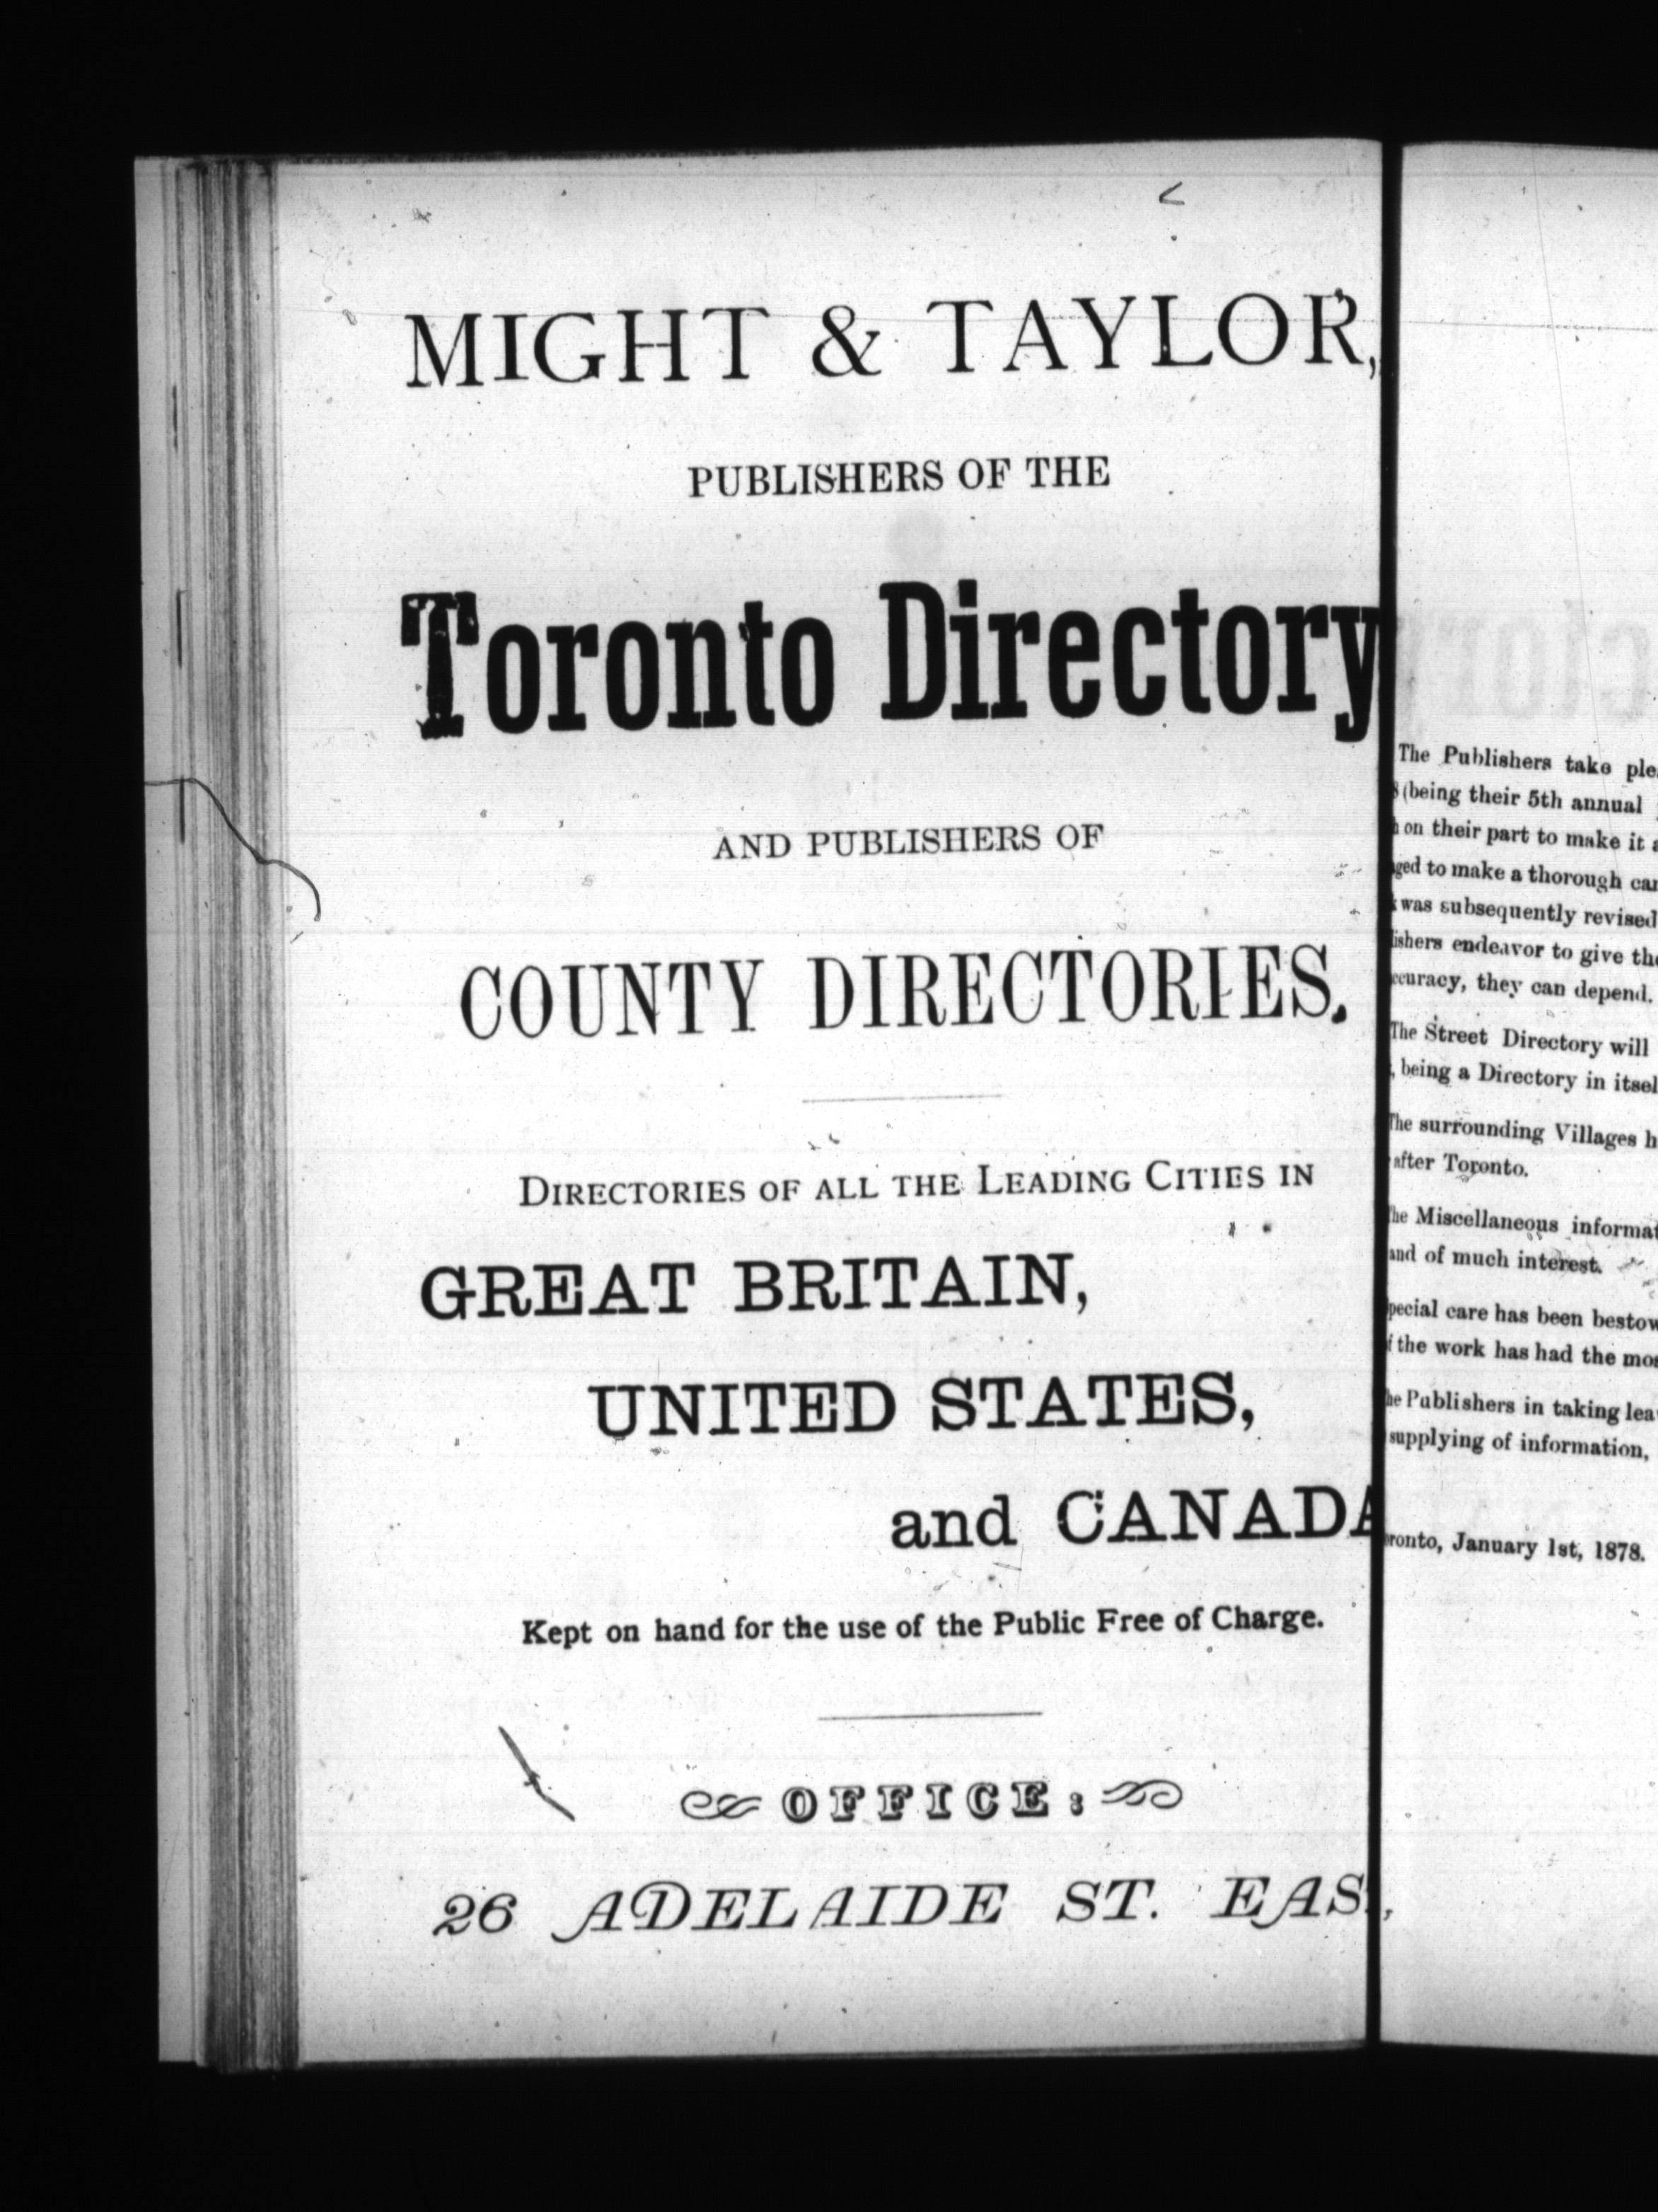 MIGHT & TAYLOR,
PUBLISHERS OF THE
Toronto Directory
AND PUBLISHERS OF
COUNTY DIRECTORIES.
DIRECTORIES OF ALL THE LEADING CITIES IN
GREAT BRITAIN,
UNITED STATES,
and CANADA
Kept on hand for the use of the Public Free of Charge.
OFFICE:
26 ADELAIDE ST. EAS
The Publishers take
(being their 5th annual
on their part to make it
to make a thorough
was subsequently revised
endeavor to give
they can depend.
The Street Directory will
being a Directory in
The surrounding Villages
after Toronto.
Miscellaneous
and of much interest.
care has been
the work has had the
Publishers in taking
supplying of information,
January 1st, 1878.